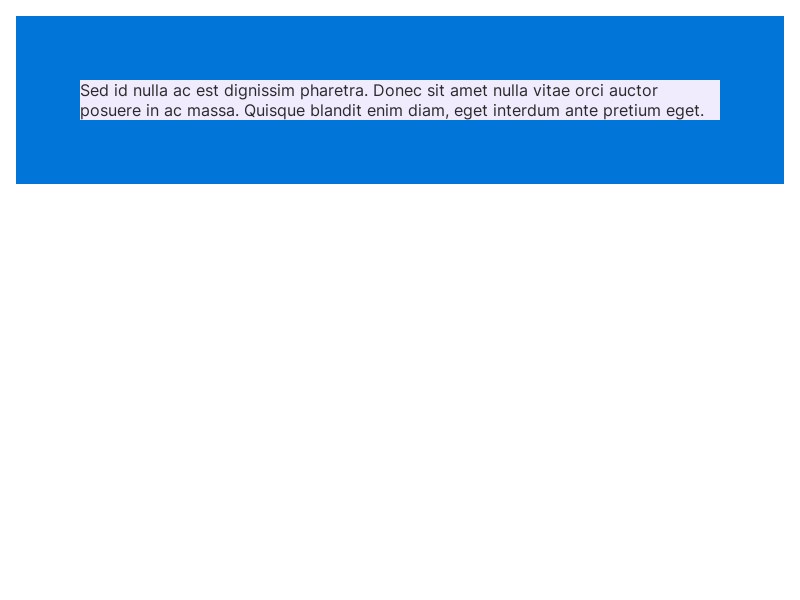 Sed id nulla ac est dignissim pharetra. Donec sit amet nulla vitae orci auctor
posuere in ac massa. Quisque blandit enim diam, eget interdum ante pretium eget.